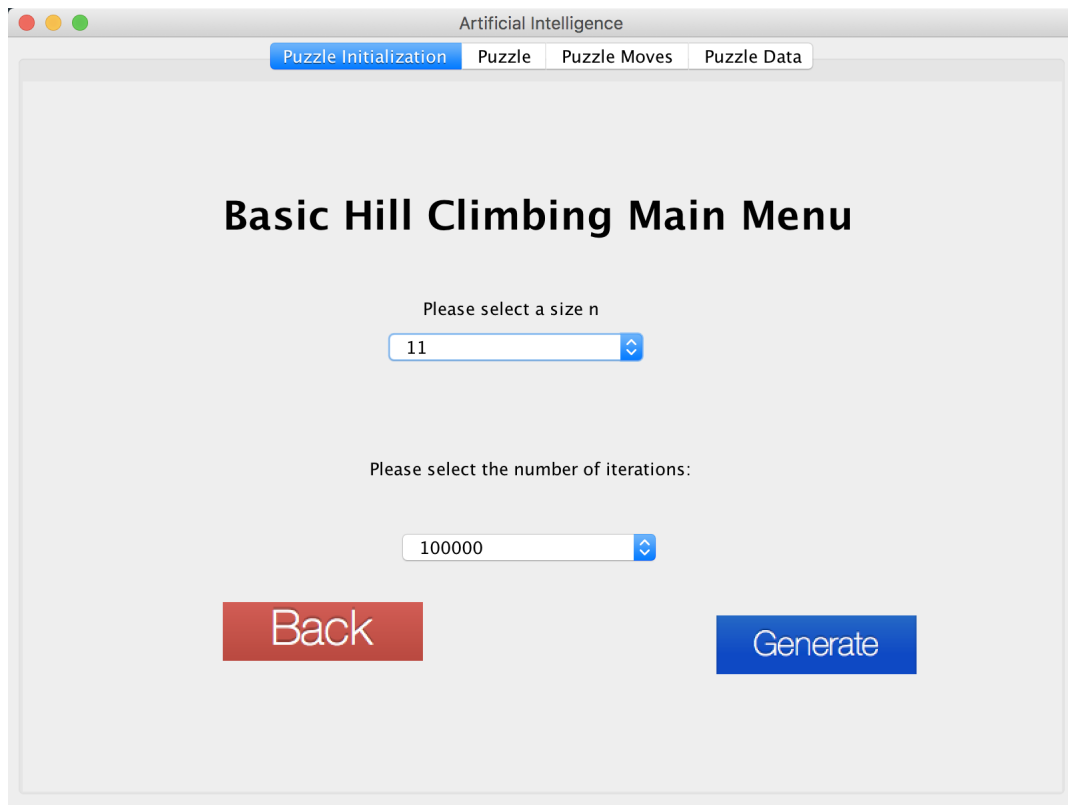 Artificial Intelligence
Puzzle Initialization Puzzle Puzzle Moves Puzzle Data
Basic Hill Climbing Main Menu
Please select a size n
11
Please select the number of iterations:
100000
Back
Generate